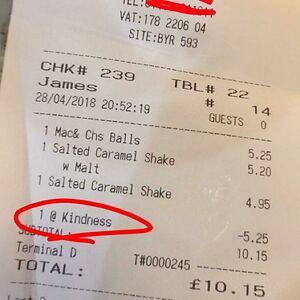 VAT:178 2206 04
SITE:BYR 593
CHK# 239 TBL# 22
James # 14
28/04/2018 20:52:19 GUESTS 0
1 Mac& Chs Balls 5.25
1 Salted Caramel Shake 5.20
w Malt
1 Salted Caramel Shake 4.95
1 @ Kindness -5.25
SUBTOTAL: 10.15
Terminal D T#0000245
TOTAL: £10.15